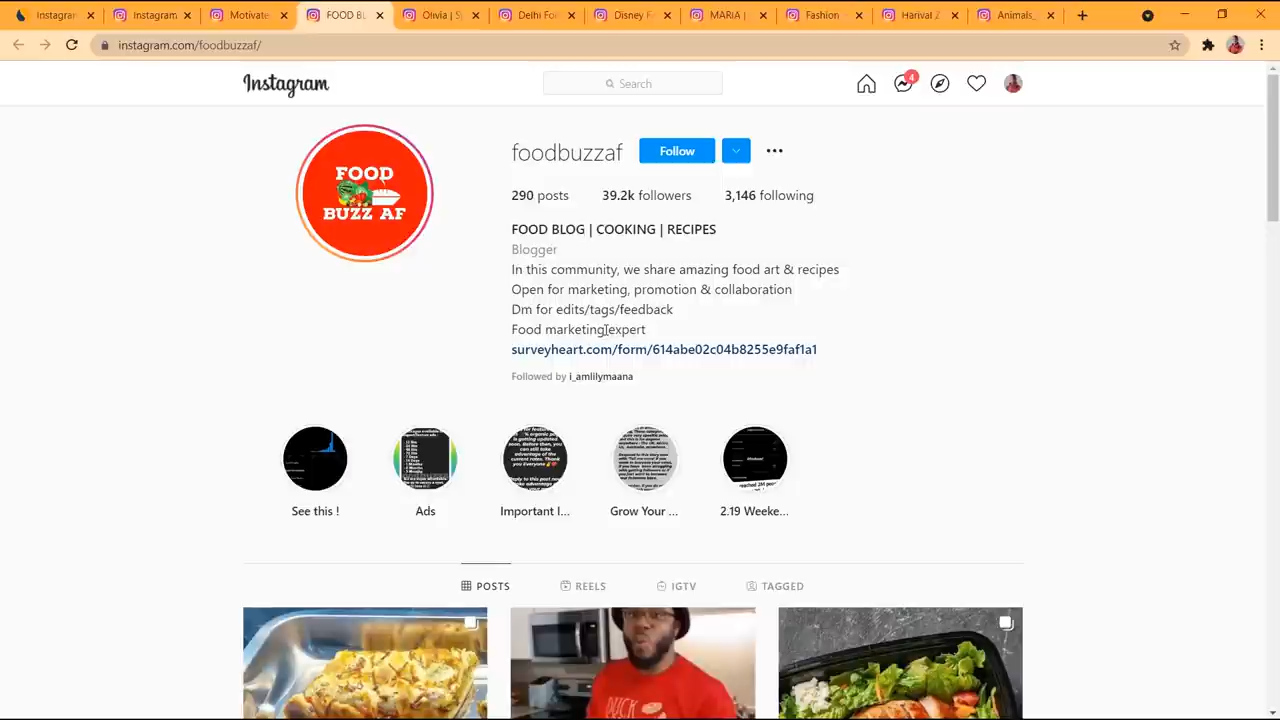 Instagram
Instagram
Motivate
FOOD BL
Olivia | S
Delhi Foo
Disney F
MARIA |
Fashion
Harival Z
Animals_
instagram.com/foodbuzzaf/
Instagram
Search
4
FOOD
BUZZ AF
foodbuzzaf
Follow
290 posts
39.2k followers
3,146 following
FOOD BLOG | COOKING | RECIPES
Blogger
In this community, we share amazing food art & recipes
Open for marketing, promotion & collaboration
Dm for edits/tags/feedback
Food marketing expert
surveyheart.com/form/614abe02c04b8255e9faf1a1
Followed by i_amlilymaana
See this !
Ads
Important I...
Grow Your ...
2.19 Weeke...
POSTS
REELS
IGTV
TAGGED